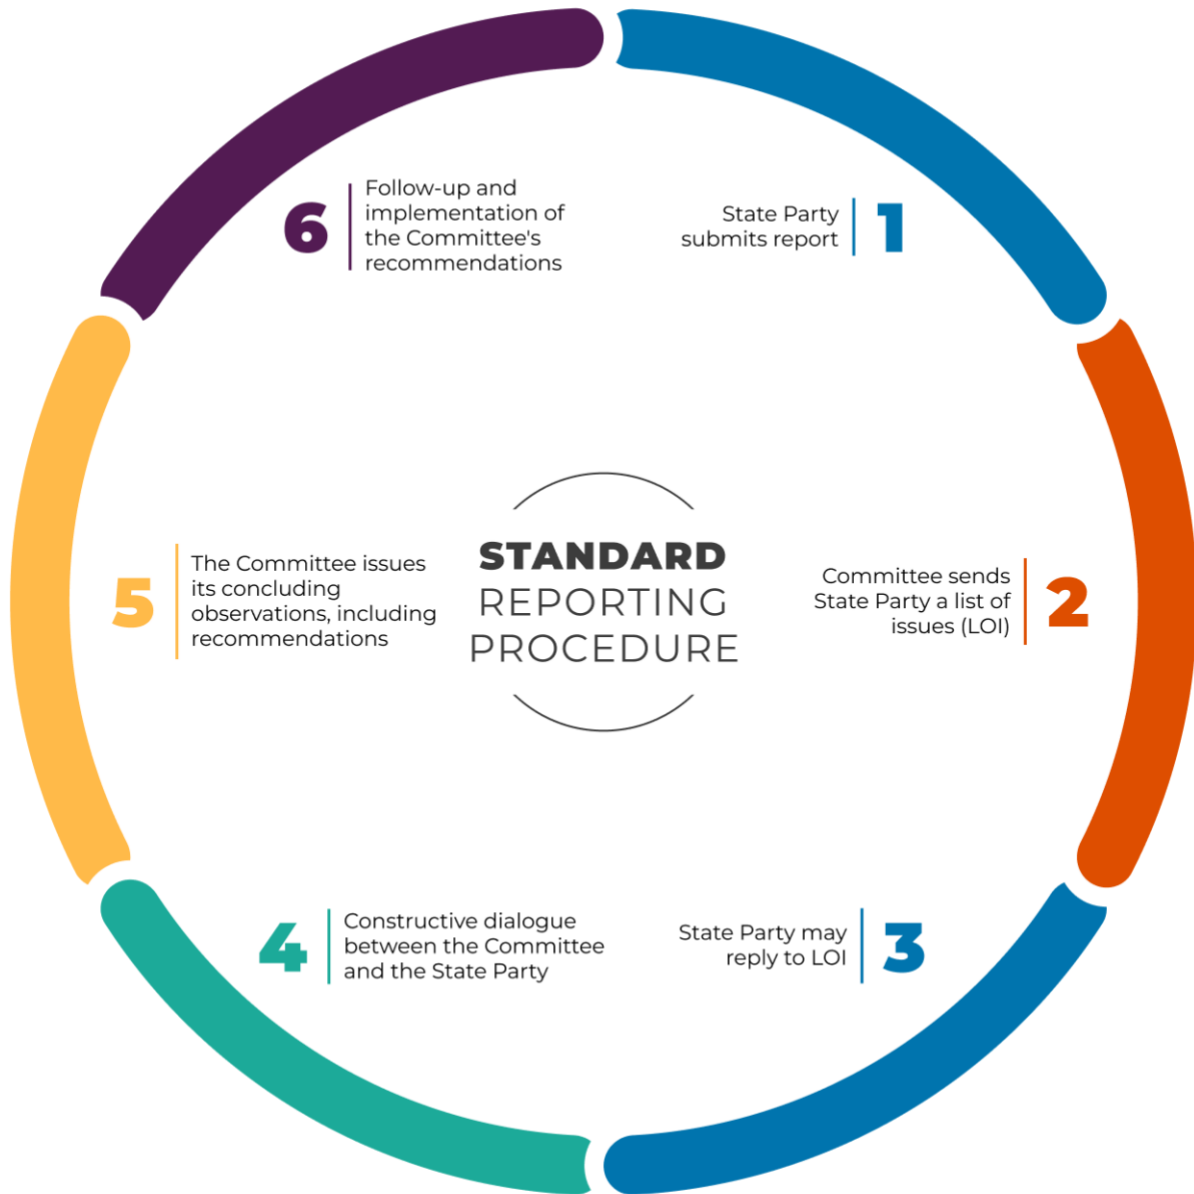 STANDARD
REPORTING
PROCEDURE
1
State Party
submits report
2
Committee sends
State Party a list of
issues (LOI)
3
State Party may
reply to LOI
4
Constructive dialogue
between the Committee
and the State Party
5
The Committee issues
its concluding
observations, including
recommendations
6
Follow-up and
implementation of
the Committee's
recommendations